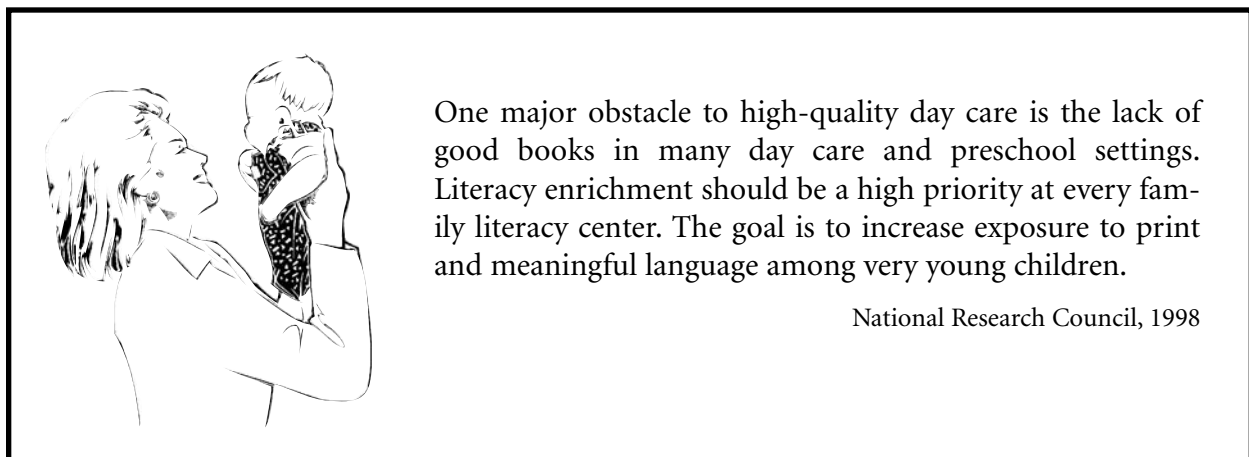 One major obstacle to high-quality day care is the lack of
good books in many day care and preschool settings.
Literacy enrichment should be a high priority at every fam-
ily literacy center. The goal is to increase exposure to print
and meaningful language among very young children.
National Research Council, 1998